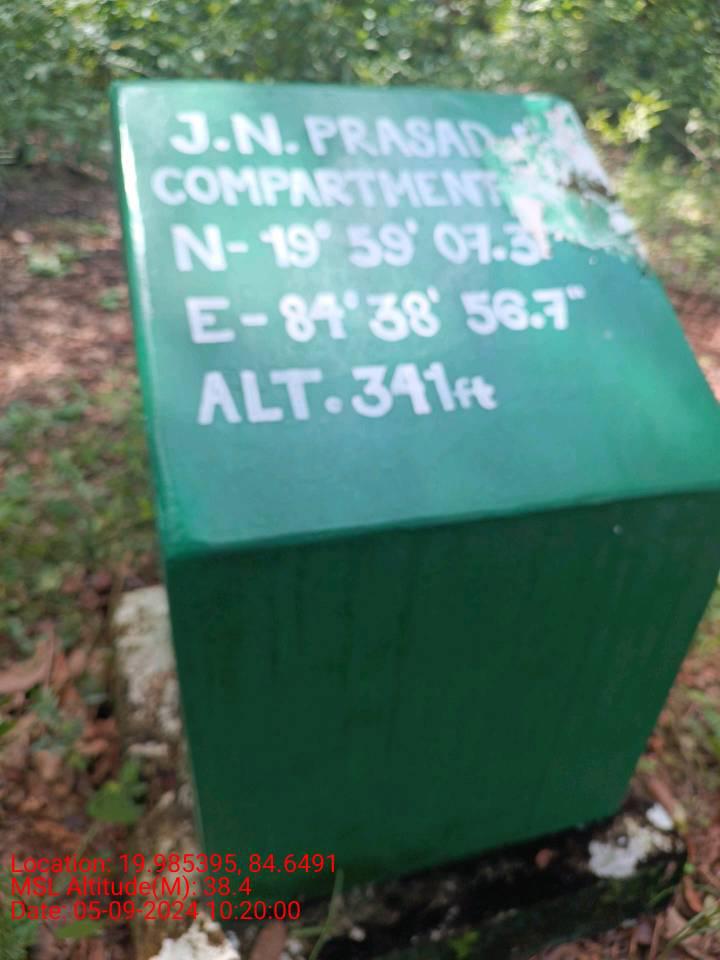 J.N. PRASAD
COMPARTMENT
N- 19° 59' 07.3"
E- 84° 38' 56.7"
ALT. 341ft
Location: 19.985395, 84.6491
MSL Altitude(M): 38.4
Date: 05-09-2024 10:20:00